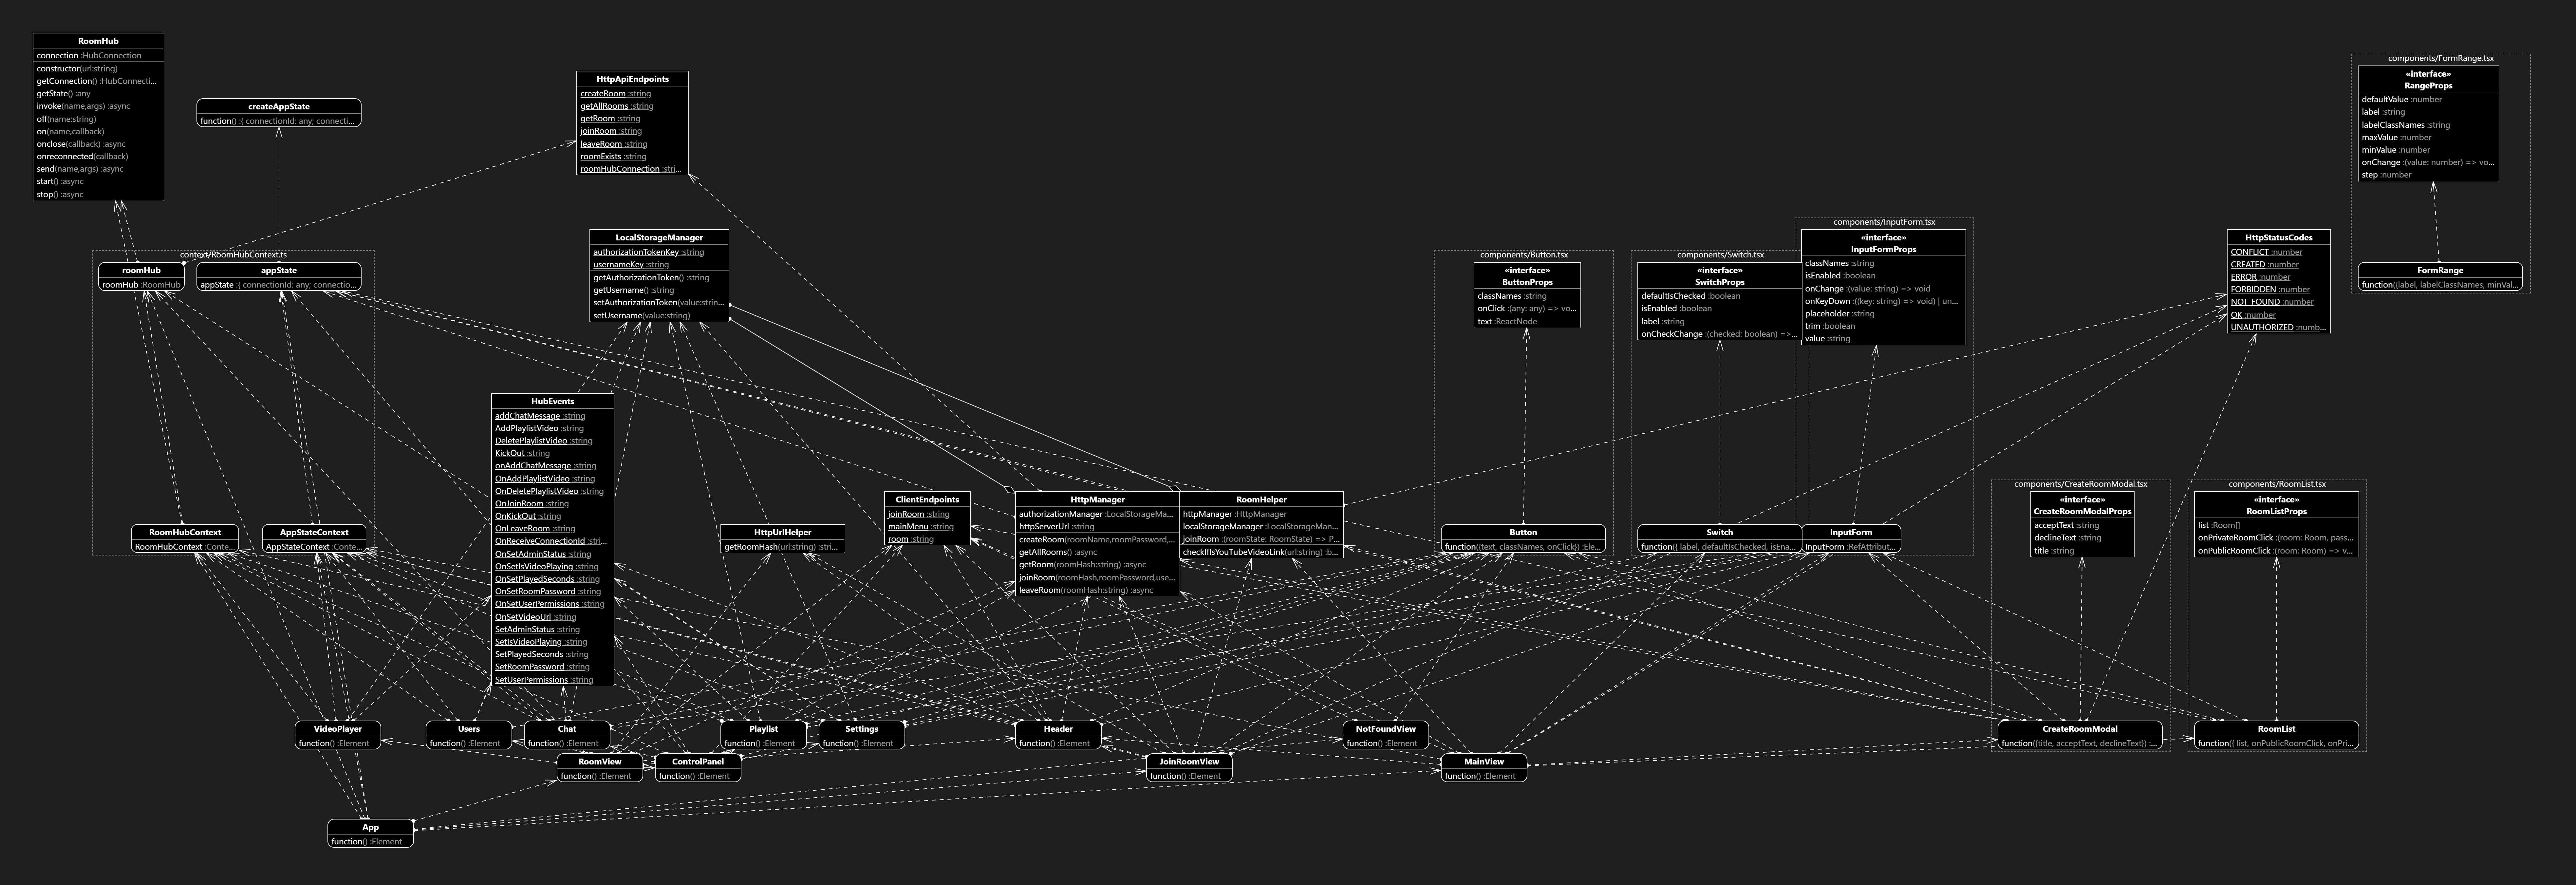 RoomHub
connection :HubConnection
constructor(url:string)
getConnection() :HubConnecti...
getState() :any
invoke(name,args) :async
off(name:string)
on(name,callback)
onclose(callback) :async
onreconnected(callback)
send(name,args) :async
start() :async
stop() :async
createAppState
function() :{ connectionId: any; connecti...
HttpApiEndpoints
createRoom :string
getAllRooms :string
getRoom :string
joinRoom :string
leaveRoom :string
roomExists :string
roomHubConnection :stri...
components/FormRange.tsx
«interface»
RangeProps
defaultValue :number
label :string
labelClassNames :string
maxValue :number
minValue :number
onChange :(value: number) => vo...
step :number
FormRange
function({label, labelClassNames, minVal...
context/RoomHubContext.ts
roomHub
roomHub :RoomHub
appState
appState :{ connectionId: any; connectio...
RoomHubContext
RoomHubContext :Conte...
AppStateContext
AppStateContext :Conte...
LocalStorageManager
authorizationTokenKey :string
usernameKey :string
getAuthorizationToken() :string
getUsername() :string
setAuthorizationToken(value:strin...
setUsername(value:string)
components/Button.tsx
«interface»
ButtonProps
classNames :string
onClick :(any: any) => vo...
text :ReactNode
Button
function({text, classNames, onClick}) :Ele...
components/Switch.tsx
«interface»
SwitchProps
defaultIsChecked :boolean
isEnabled :boolean
label :string
onCheckChange :(checked: boolean) =>...
Switch
function({ label, defaultIsChecked, isEna...
components/InputForm.tsx
«interface»
InputFormProps
classNames :string
isEnabled :boolean
onChange :(value: string) => void
onKeyDown :((key: string) => void) | un...
placeholder :string
trim :boolean
value :string
InputForm
InputForm :RefAttribut...
HttpStatusCodes
CONFLICT :number
CREATED :number
ERROR :number
FORBIDDEN :number
NOT_FOUND :number
OK :number
UNAUTHORIZED :numb...
HubEvents
addChatMessage :string
AddPlaylistVideo :string
DeletePlaylistVideo :string
KickOut :string
onAddChatMessage :string
OnAddPlaylistVideo :string
OnDeletePlaylistVideo :string
OnJoinRoom :string
OnKickOut :string
OnLeaveRoom :string
OnReceiveConnectionId :stri...
OnSetAdminStatus :string
OnSetIsVideoPlaying :string
OnSetPlayedSeconds :string
OnSetRoomPassword :string
OnSetUserPermissions :string
OnSetVideoUrl :string
SetAdminStatus :string
SetIsVideoPlaying :string
SetPlayedSeconds :string
SetRoomPassword :string
SetUserPermissions :string
HttpUrlHelper
getRoomHash(url:string) :stri...
ClientEndpoints
joinRoom :string
mainMenu :string
room :string
HttpManager
authorizationManager :LocalStorageMa...
httpServerUrl :string
createRoom(roomName,roomPassword,...
getAllRooms() :async
getRoom(roomHash:string) :async
joinRoom(roomHash,roomPassword,use...
leaveRoom(roomHash:string) :async
RoomHelper
httpManager :HttpManager
localStorageManager :LocalStorageMan...
joinRoom :(roomState: RoomState) => P...
checkIfIsYouTubeVideoLink(url:string) :b...
components/CreateRoomModal.tsx
«interface»
CreateRoomModalProps
acceptText :string
declineText :string
title :string
CreateRoomModal
function({title, acceptText, declineText}) :...
components/RoomList.tsx
«interface»
RoomListProps
list :Room[]
onPrivateRoomClick :(room: Room, pass...
onPublicRoomClick :(room: Room) => v...
RoomList
function({ list, onPublicRoomClick, onPri...
VideoPlayer
function() :Element
Users
function() :Element
Chat
function() :Element
Playlist
function() :Element
Settings
function() :Element
Header
function() :Element
NotFoundView
function() :Element
RoomView
function() :Element
ControlPanel
function() :Element
JoinRoomView
function() :Element
MainView
function() :Element
App
function() :Element